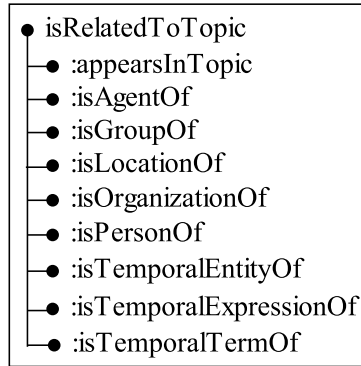 isRelatedToTopic
:appearsInTopic
:isAgentOf
:isGroupOf
:isLocationOf
:isOrganizationOf
:isPersonOf
:isTemporalEntityOf
:isTemporalExpressionOf
:isTemporalTermOf